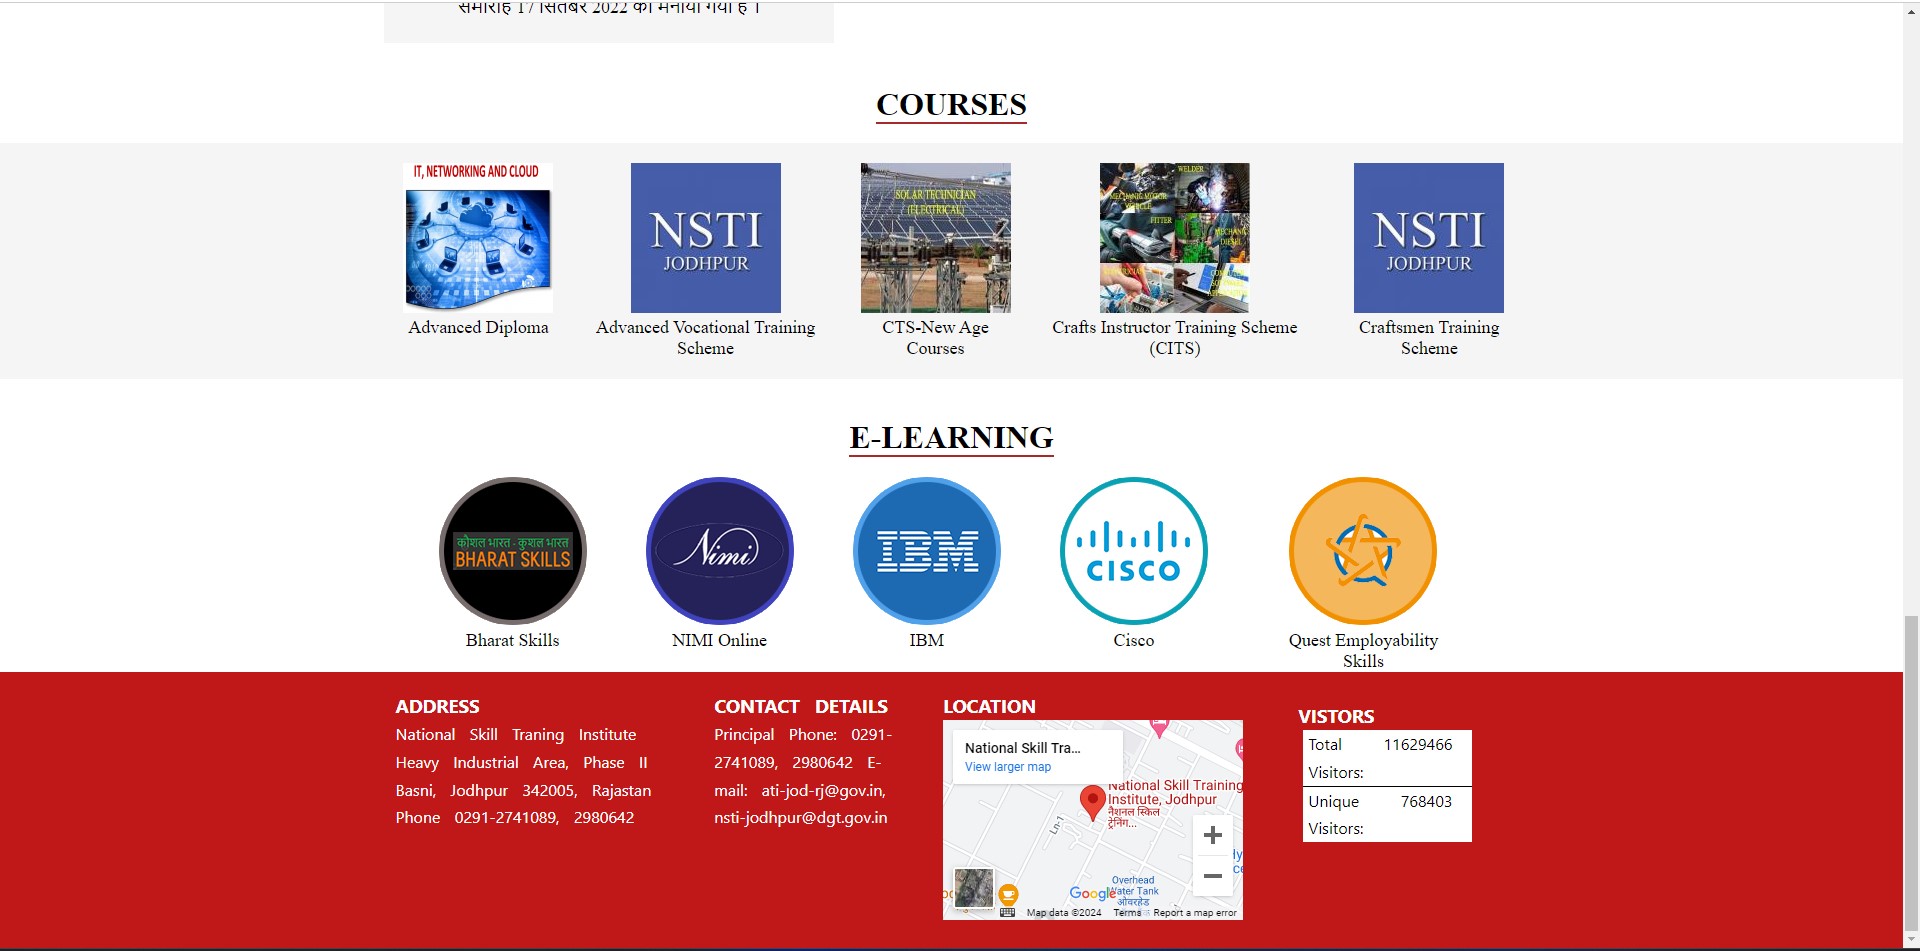 समारोह 17 सितंबर 2022 को मनाया गया है ।
COURSES
IT, NETWORKING AND CLOUD
NSTI
JODHPUR
SOLAR TECHNICIAN
(ELECTRICAL)
WELDER
MECHANIC MOTOR
VEHICLE
FITTER
MECHANIC
DIESEL
NSTI
JODHPUR
Advanced Diploma
Advanced Vocational Training
Scheme
CTS-New Age
Courses
Crafts Instructor Training Scheme
(CITS)
Craftsmen Training
Scheme
E-LEARNING
कौशल भारत - कुशल भारत
BHARAT SKILLS
Nimi
IBM
CISCO
Bharat Skills
NIMI Online
IBM
Cisco
Quest Employability
Skills
ADDRESS
National Skill Traning Institute
Heavy Industrial Area, Phase II
Basni, Jodhpur 342005, Rajastan
Phone 0291-2741089, 2980642
CONTACT DETAILS
Principal Phone: 0291-
2741089, 2980642 E-
mail: ati-jod-rj@gov.in,
nsti-jodhpur@dgt.gov.in
LOCATION
National Skill Tra...
View larger map
National Skill Training
Institute, Jodhpur
नैशनल स्किल
ट्रेनिंग...
Ln-1
Overhead
Water Tank
ओवरहेड
Google
Map data ©2024 Terms Report a map error
VISTORS
Total 11629466
Visitors:
Unique 768403
Visitors: